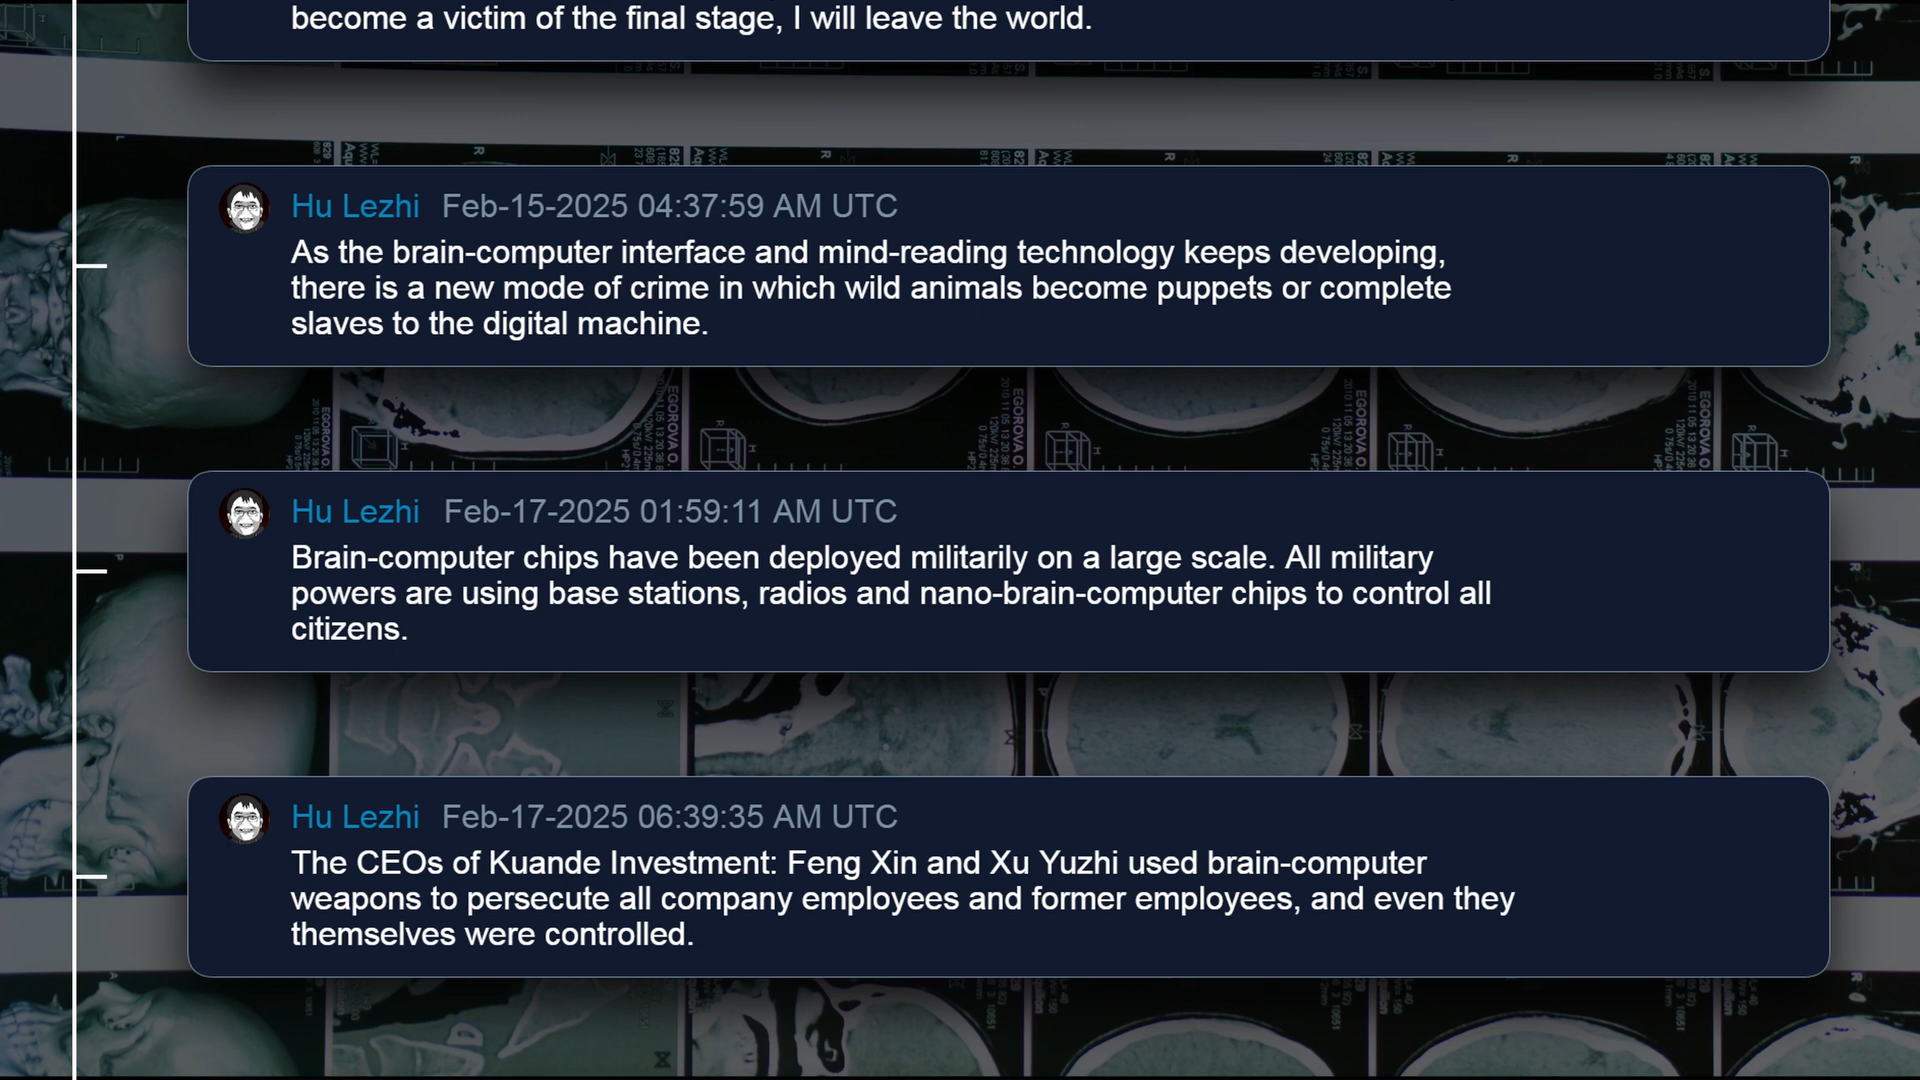 become a victim of the final stage, I will leave the world.
Hu Lezhi Feb-15-2025 04:37:59 AM UTC
As the brain-computer interface and mind-reading technology keeps developing,
there is a new mode of crime in which wild animals become puppets or complete
slaves to the digital machine.
EGOROVA O.
EGOROVA O.
EGOROVA O.
EGOROVA O.
EGOROVA O.
Hu Lezhi Feb-17-2025 01:59:11 AM UTC
Brain-computer chips have been deployed militarily on a large scale. All military
powers are using base stations, radios and nano-brain-computer chips to control all
citizens.
Hu Lezhi Feb-17-2025 06:39:35 AM UTC
The CEOs of Kuande Investment: Feng Xin and Xu Yuzhi used brain-computer
weapons to persecute all company employees and former employees, and even they
themselves were controlled.